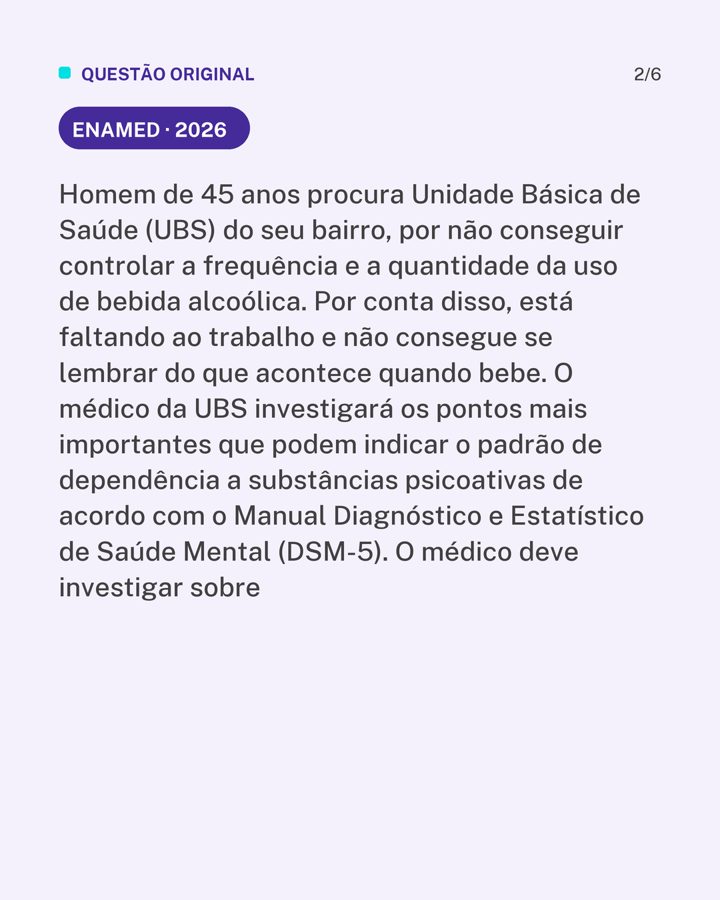 QUESTÃO ORIGINAL
2/6
ENAMED · 2026
Homem de 45 anos procura Unidade Básica de
Saúde (UBS) do seu bairro, por não conseguir
controlar a frequência e a quantidade da uso
de bebida alcoólica. Por conta disso, está
faltando ao trabalho e não consegue se
lembrar do que acontece quando bebe. O
médico da UBS investigará os pontos mais
importantes que podem indicar o padrão de
dependência a substâncias psicoativas de
acordo com o Manual Diagnóstico e Estatístico
de Saúde Mental (DSM-5). O médico deve
investigar sobre